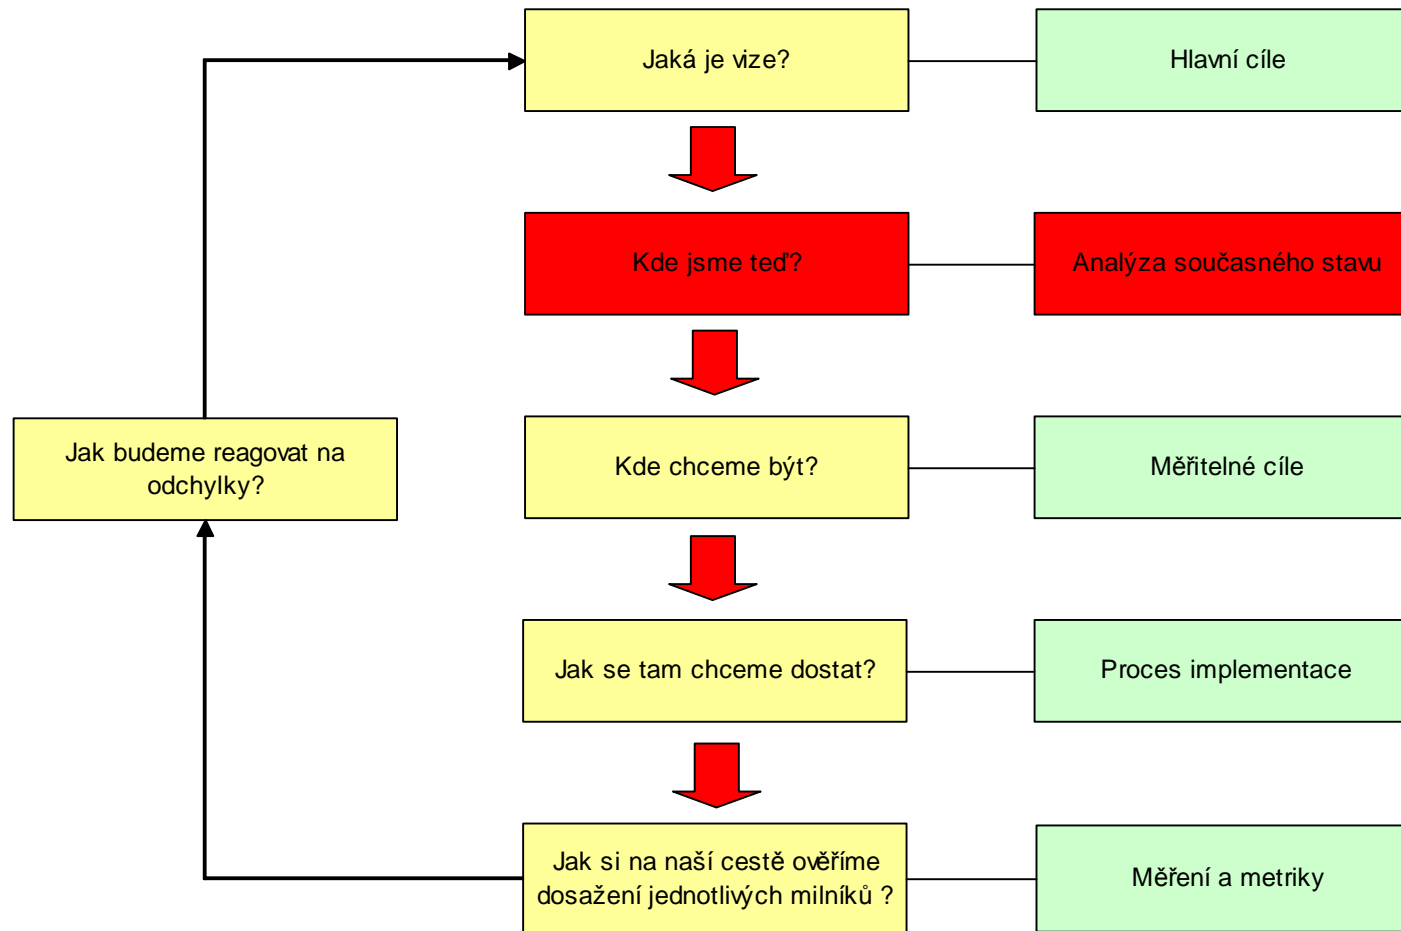 Jaká je vize?
Hlavní cíle
Kde jsme teď?
Analýza současného stavu
Jak budeme reagovat na
odchylky?
Kde chceme být?
Měřitelné cíle
Jak se tam chceme dostat?
Proces implementace
Jak si na naší cestě ověříme
dosažení jednotlivých milníků ?
Měření a metriky